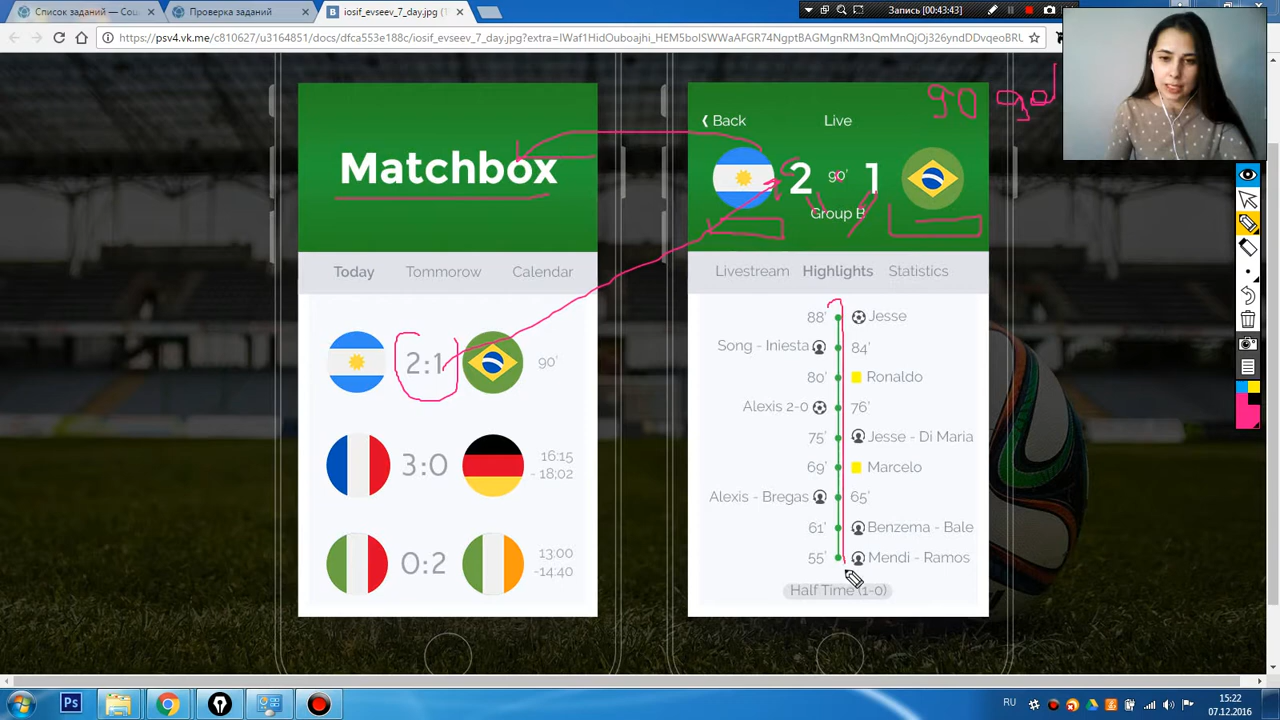 Список заданий — Соци
Проверка заданий
iosif_evseev_7_day.jpg (1
Запись [00:43:43]
https://psv4.vk.me/c810627/u3164851/docs/dfca553e188c/iosif_evseev_7_day.jpg?extra=
90
Back
Live
Matchbox
2 90' 1
Group B
Today Tommorow Calendar
Livestream Highlights Statistics
2:1 90'
3:0 16:15
- 18;02
0:2 13:00
-14:40
88' Jesse
Song - Iniesta 84'
80' Ronaldo
Alexis 2-0 76'
75' Jesse - Di Maria
69' Marcelo
Alexis - Bregas 65'
61' Benzema - Bale
55' Mendi - Ramos
Half Time (1-0)
Ps
RU
15:22
07.12.2016